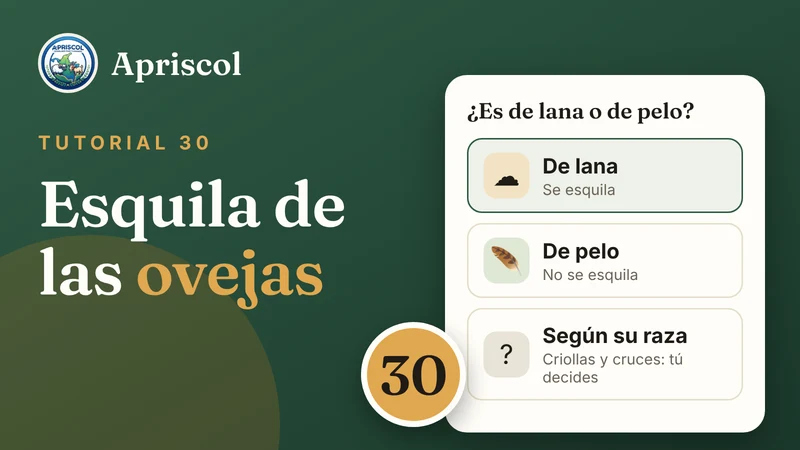 APRISCOL
Apriscol
TUTORIAL 30
Esquila de
las ovejas
30
¿Es de lana o de pelo?
De lana
Se esquila
De pelo
No se esquila
?
Según su raza
Criollas y cruces: tú
decides